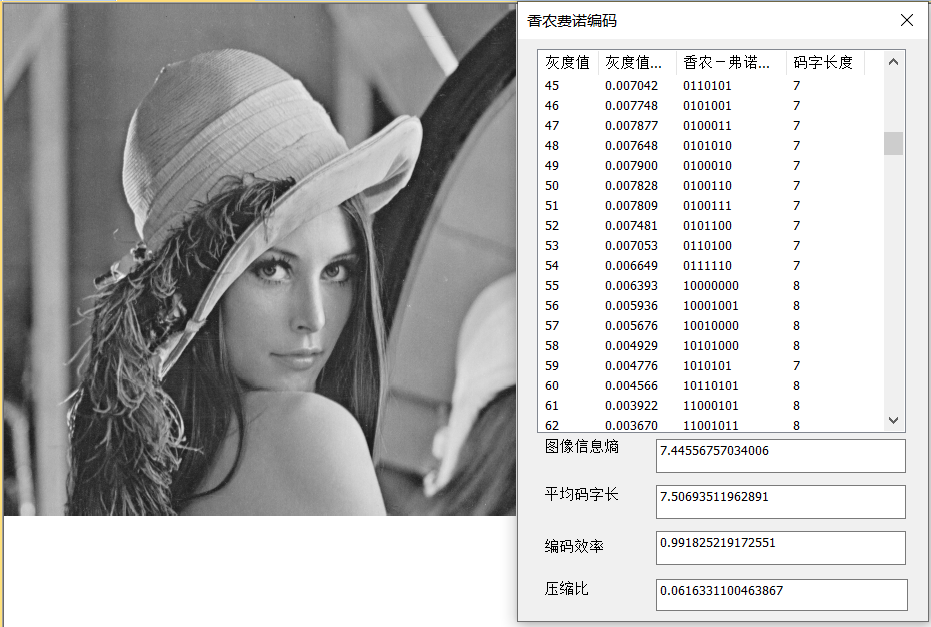 香农费诺编码
灰度值 灰度值... 香农－弗诺... 码字长度
45 0.007042 0110101 7
46 0.007748 0101001 7
47 0.007877 0100011 7
48 0.007648 0101010 7
49 0.007900 0100010 7
50 0.007828 0100110 7
51 0.007809 0100111 7
52 0.007481 0101100 7
53 0.007053 0110100 7
54 0.006649 0111110 7
55 0.006393 10000000 8
56 0.005936 10001001 8
57 0.005676 10010000 8
58 0.004929 10101000 8
59 0.004776 1010101 7
60 0.004566 10110101 8
61 0.003922 11000101 8
62 0.003670 11001011 8
图像信息熵 7.44556757034006
平均码字长 7.50693511962891
编码效率 0.991825219172551
压缩比 0.0616331100463867